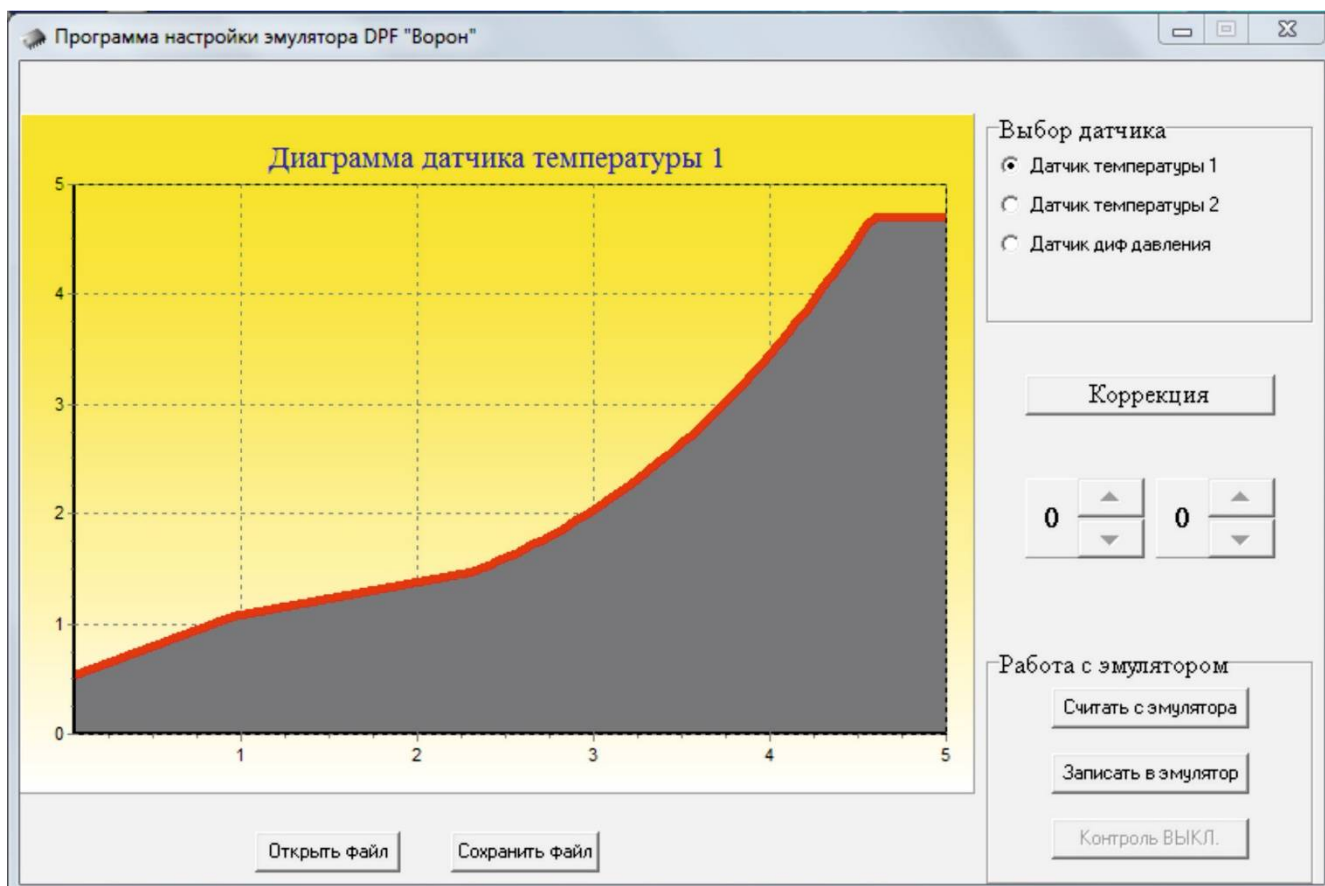 Программа настройки эмулятора DPF "Ворон"
Диаграмма датчика температуры 1
5
4
3
2
1
0
1 2 3 4 5
Выбор датчика
Датчик температуры 1
Датчик температуры 2
Датчик диф давления
Коррекция
0 0
Работа с эмулятором
Считать с эмулятора
Записать в эмулятор
Контроль ВЫКЛ.
Открыть файл Сохранить файл